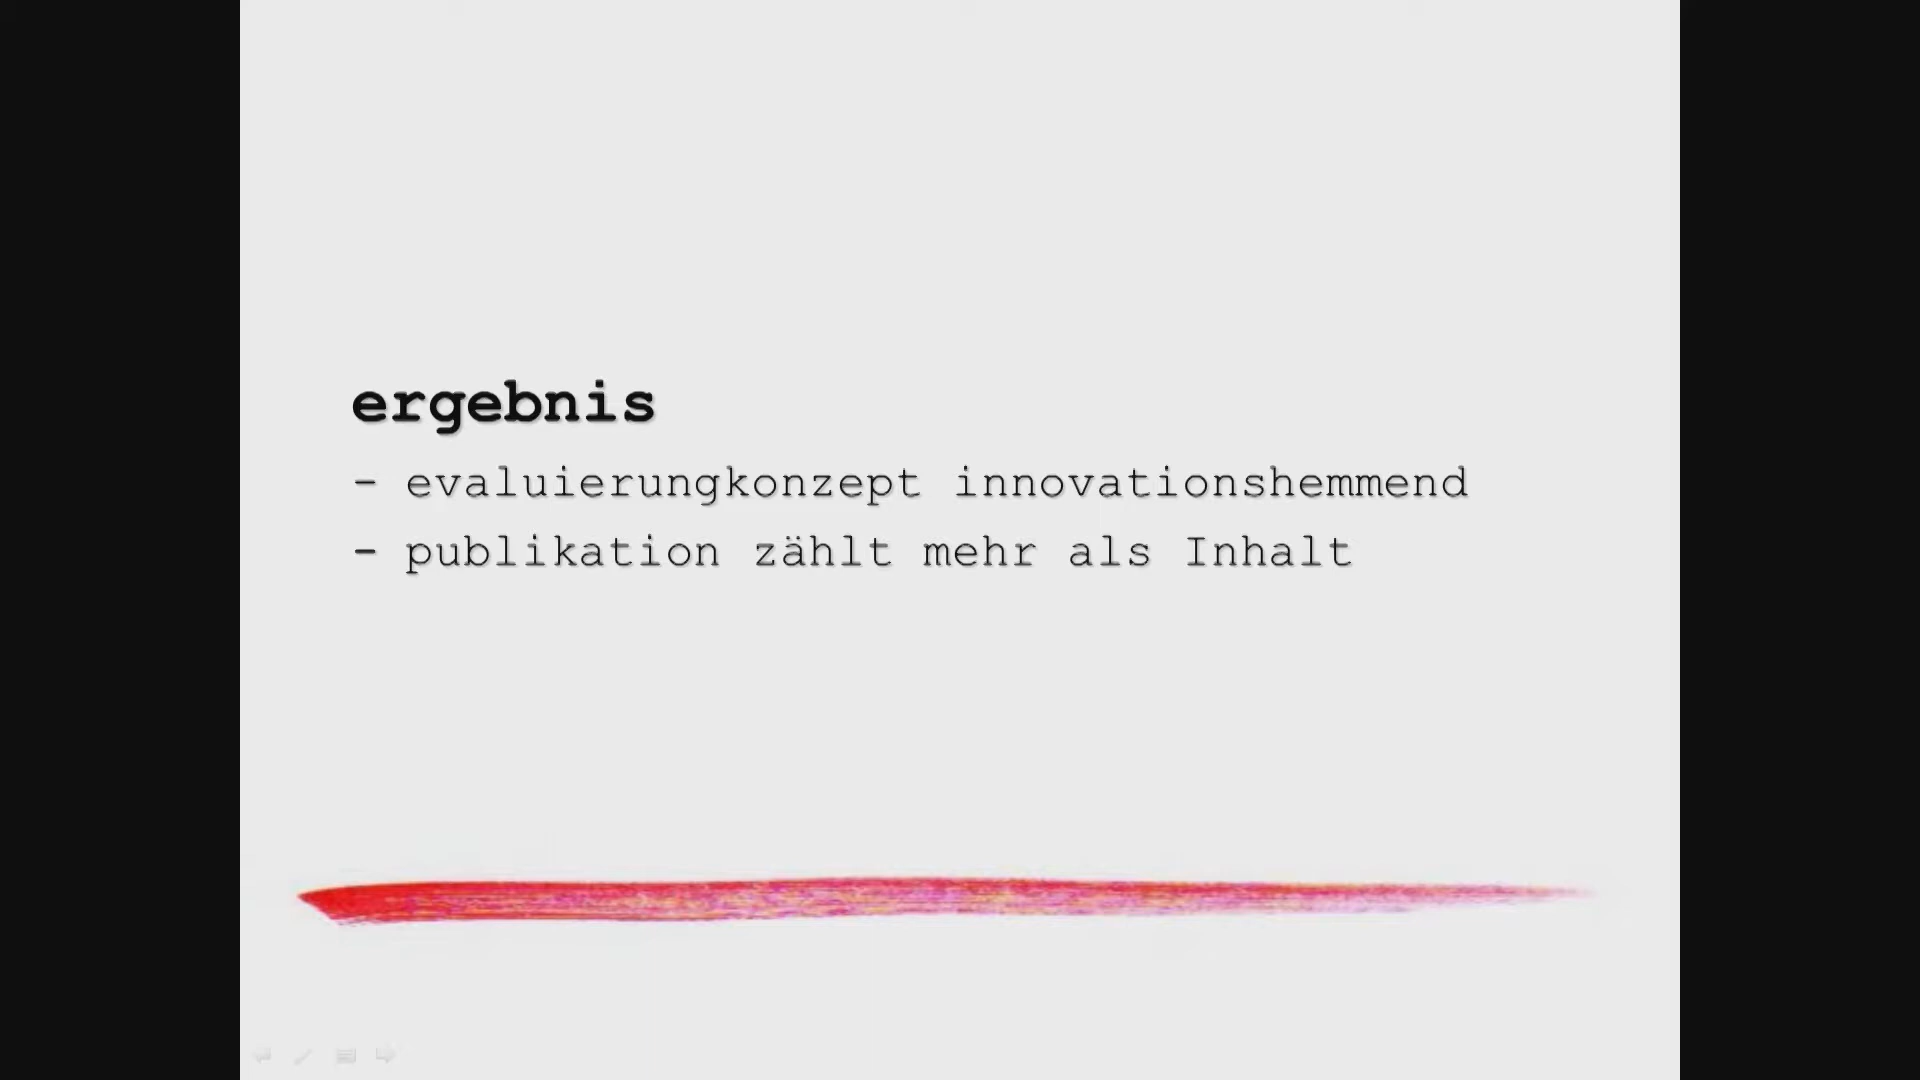 ergebnis
- evaluierungkonzept innovationshemmend
- publikation zählt mehr als Inhalt